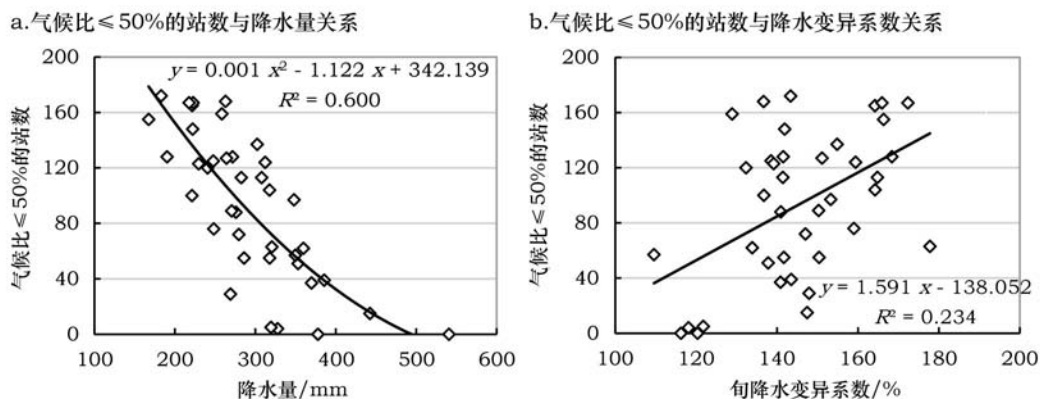 a.气候比≤50%的站数与降水量关系
200
160
120
80
40
0
100
200
300
400
500
600
气候比≤50%的站数
降水量/mm
y = 0.001 x² - 1.122 x + 342.139
R² = 0.600
b.气候比≤50%的站数与降水变异系数关系
200
160
120
80
40
0
100
120
140
160
180
200
气候比≤50%的站数
旬降水变异系数/%
y = 1.591 x - 138.052
R² = 0.234